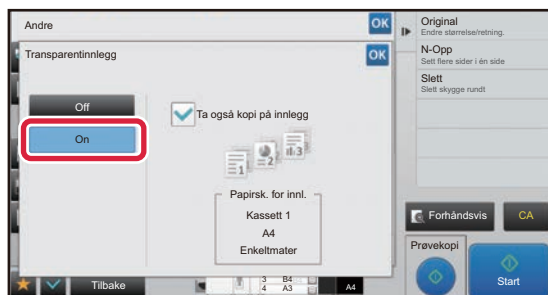 Andre
OK
Transparentinnlegg
OK
Off
On
Ta også kopi på innlegg
1
2
3
Papirsk. for innl.
Kassett 1
A4
Enkeltmater
Tilbake
3 B4
4 A3
A4
Original
Endre størrelse/retning.
N-Opp
Sett flere sider i én side
Slett
Slett skygge rundt
Forhåndsvis
CA
Prøvekopi
Start